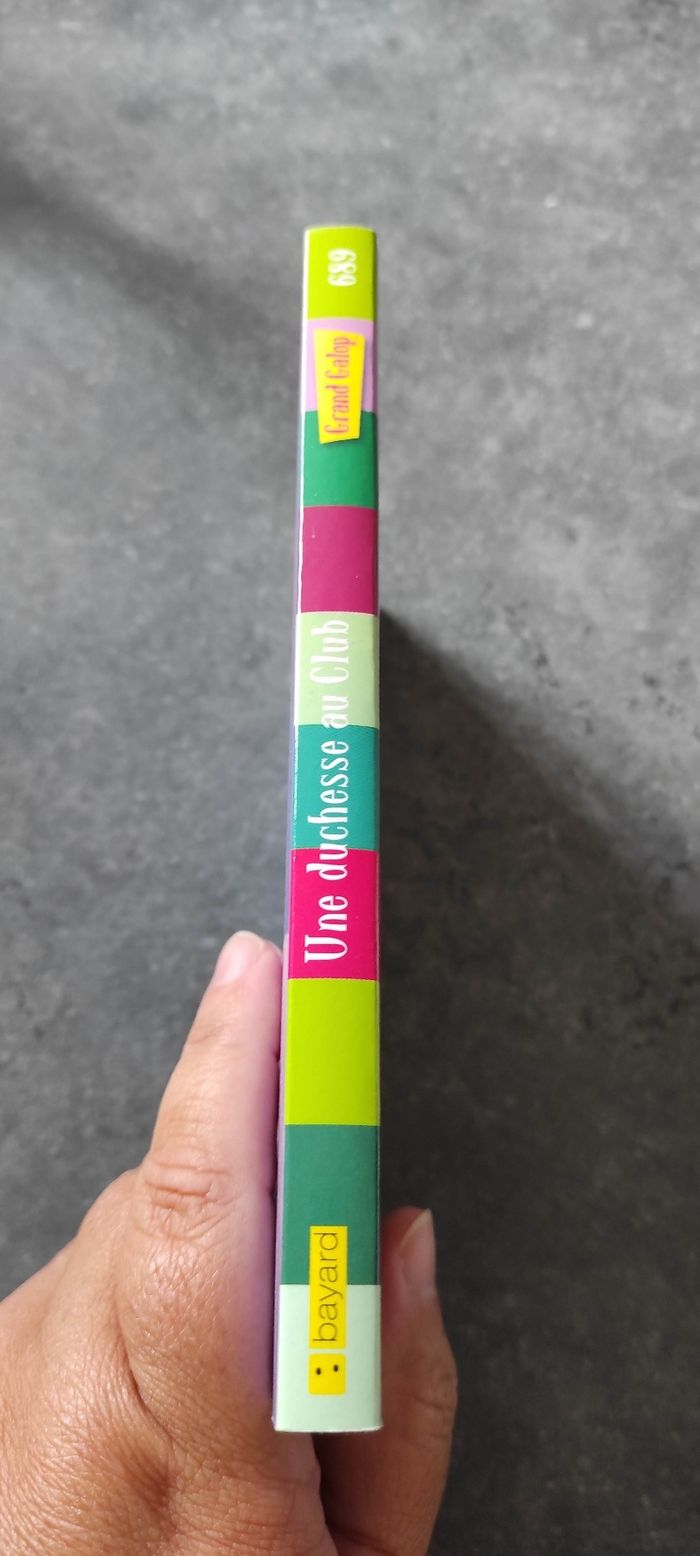 689
Grand Galop
Une duchesse au Club
bayard